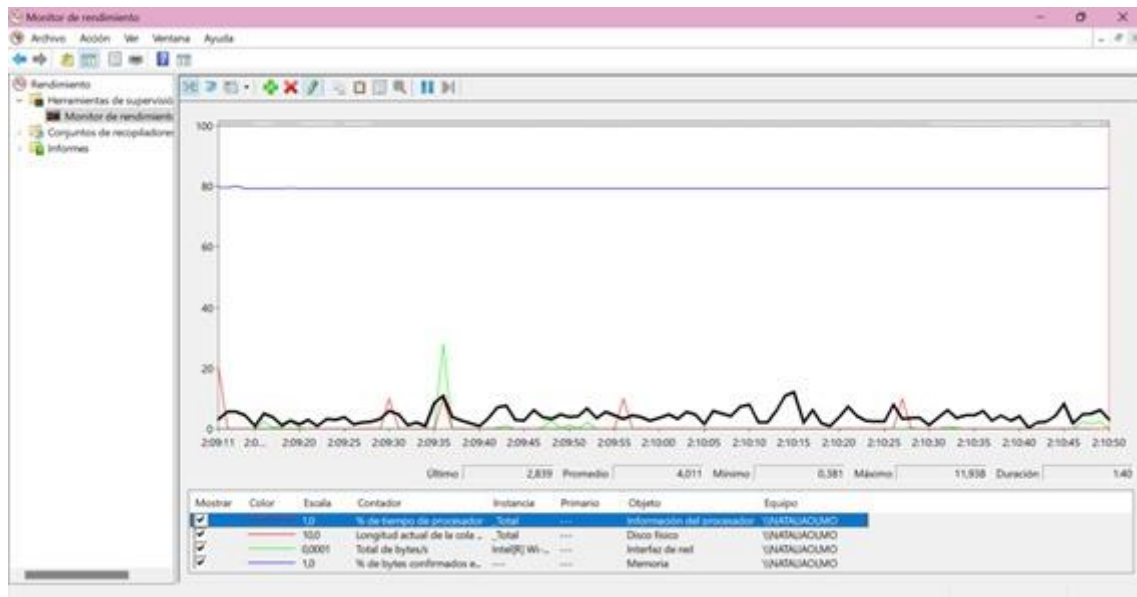 Monitor de rendimiento
Archivo Acción Ver Ventana Ayuda
Rendimiento
Herramientas de supervisió
Monitor de rendimient
Conjuntos de recopiladore
Informes
100
80
60
40
20
0
2:09:11 2:0... 2:09:20 2:09:25 2:09:30 2:09:35 2:09:40 2:09:45 2:09:50 2:09:55 2:10:00 2:10:05 2:10:10 2:10:15 2:10:20 2:10:25 2:10:30 2:10:35 2:10:40 2:10:45 2:10:50
Último 2,839 Promedio 4,011 Mínimo 0,381 Máximo 11,938 Duración 1:40
Mostrar Color Escala Contador Instancia Primario Objeto Equipo
1,0 % de tiempo de procesador _Total --- Información del procesador \\NATALIAOLMO
10,0 Longitud actual de la cola ... _Total --- Disco físico \\NATALIAOLMO
0,0001 Total de bytes/s Intel[R] Wi-... --- Interfaz de red \\NATALIAOLMO
1,0 % de bytes confirmados e... --- --- Memoria \\NATALIAOLMO